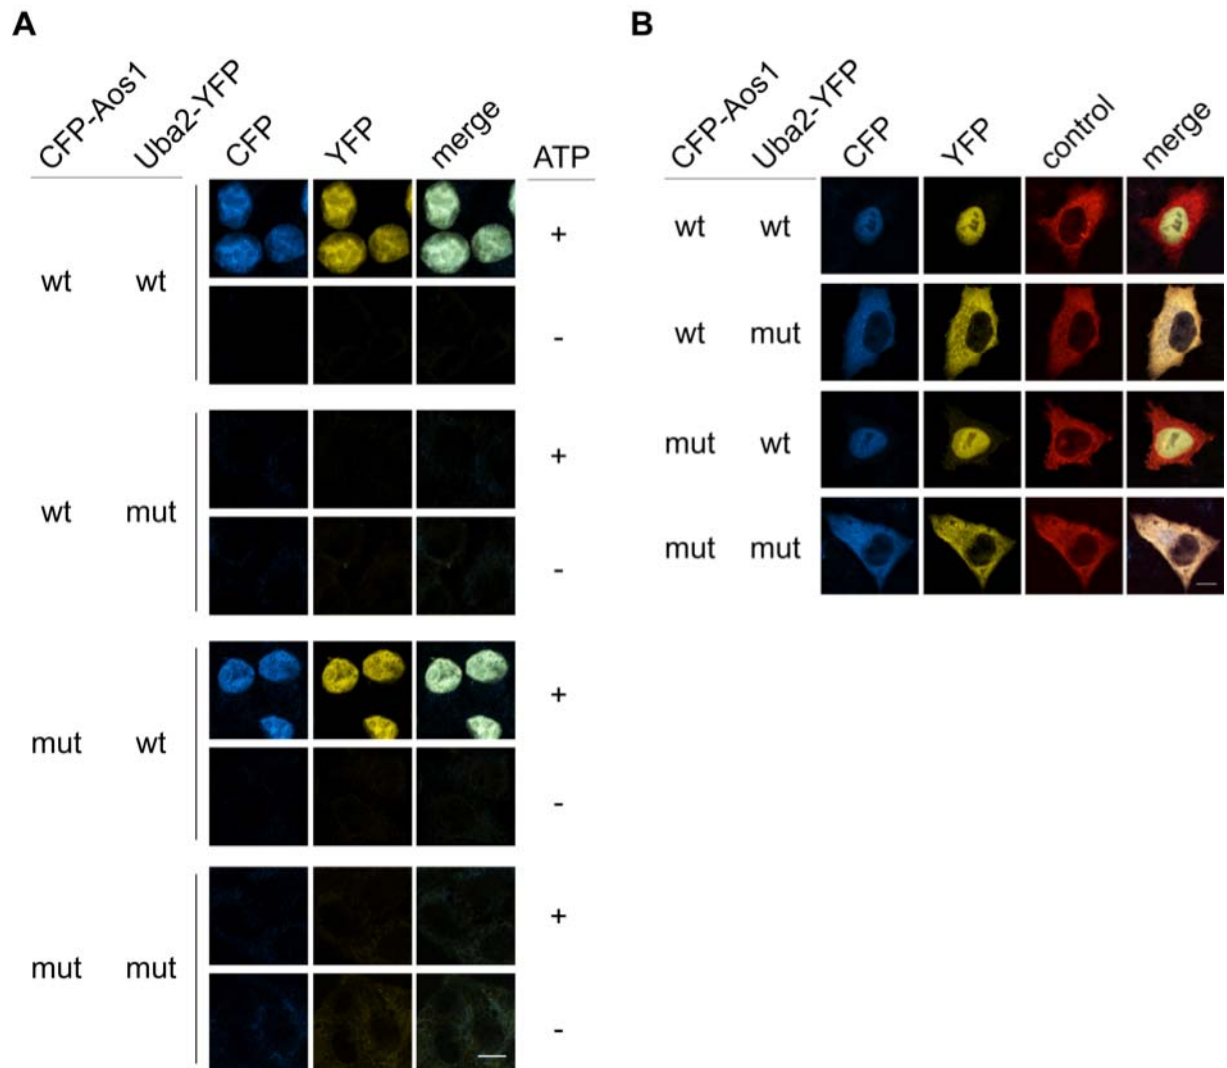 A
CFP-Aos1
Uba2-YFP
CFP
YFP
merge
ATP
wt
wt
+
-
wt
mut
+
-
mut
wt
+
-
mut
mut
+
-
B
CFP-Aos1
Uba2-YFP
CFP
YFP
control
merge
wt
wt
wt
mut
mut
wt
mut
mut